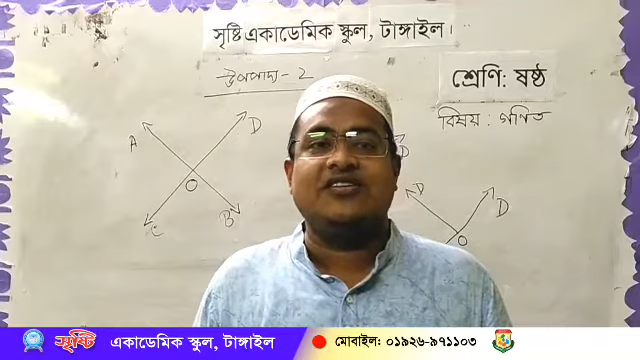 সৃষ্টি একাডেমিক স্কুল, টাঙ্গাইল।
উপপাদ্য - 2
শ্রেণি: ষষ্ঠ
বিষয় : গণিত
A
D
O
C
B
D
D
O
সৃষ্টি একাডেমিক স্কুল, টাঙ্গাইল
মোবাইল: ০১৯২৬-৯৭১১০৩